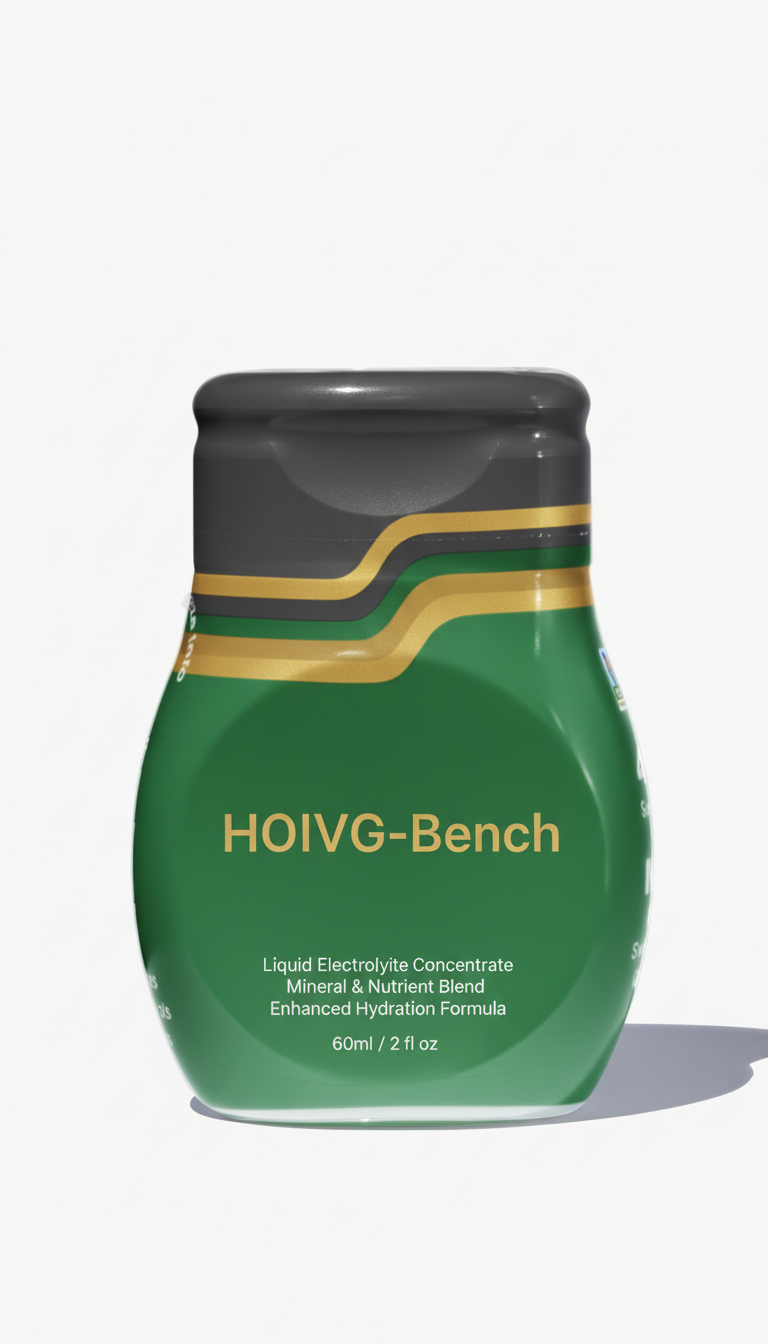 HOIVG-Bench
Liquid Electrolyite Concentrate
Mineral & Nutrient Blend
Enhanced Hydration Formula
60ml / 2 fl oz